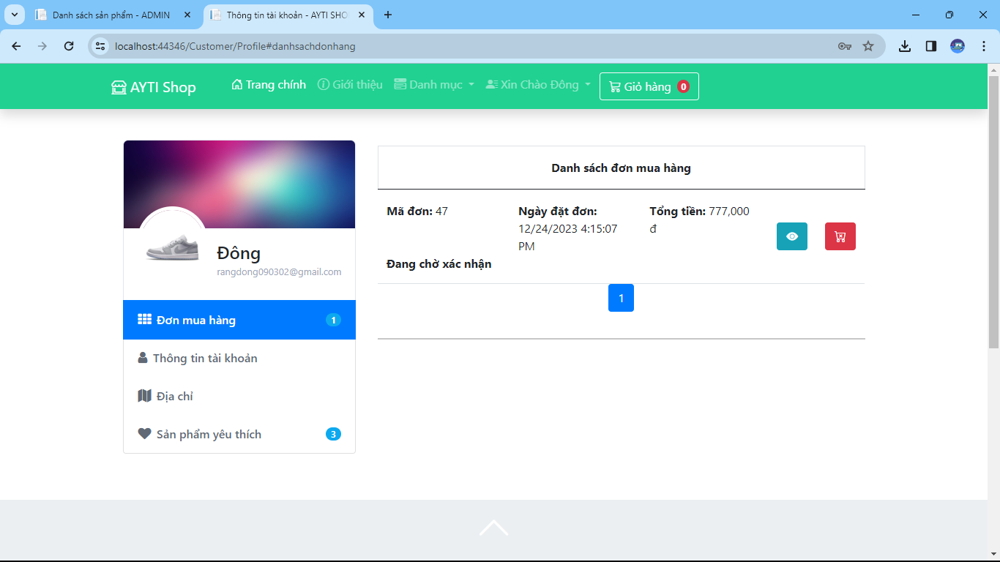 Danh sách sản phẩm - ADMIN
Thông tin tài khoản - AYTI SHO
localhost:44346/Customer/Profile#danhsachdonhang
AYTI Shop
Trang chính
Giới thiệu
Danh mục
Xin Chào Đông
Giỏ hàng 0
Đông
rangdong090302@gmail.com
Đơn mua hàng 1
Thông tin tài khoản
Địa chỉ
Sản phẩm yêu thích 3
Danh sách đơn mua hàng
Mã đơn: 47
Ngày đặt đơn:
12/24/2023 4:15:07
PM
Tổng tiền: 777,000
đ
Đang chờ xác nhận
1